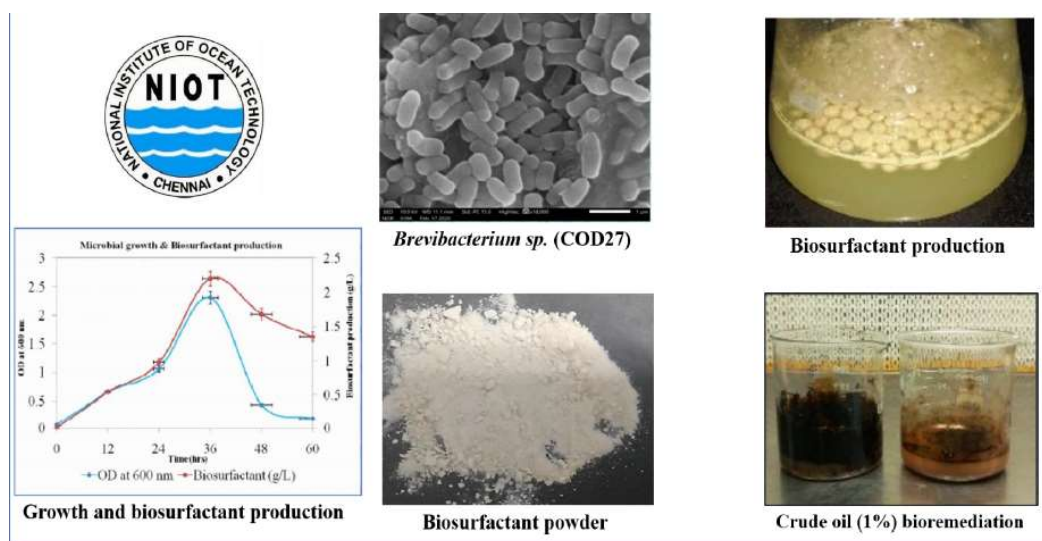 NATIONAL INSTITUTE OF OCEAN TECHNOLOGY
NIOT
• CHENNAI •
Brevibacterium sp. (COD27)
Biosurfactant production
Microbial growth & Biosurfactant production
3
2.5
2
1.5
1
0.5
0
OD at 600 nm
2.5
2
1.5
1
0.5
0
Biosurfactant production (g/L)
0 12 24 36 48 60
Time(hrs)
OD at 600 nm Biosurfactant (g/L)
Growth and biosurfactant production
Biosurfactant powder
Crude oil (1%) bioremediation
1 µm